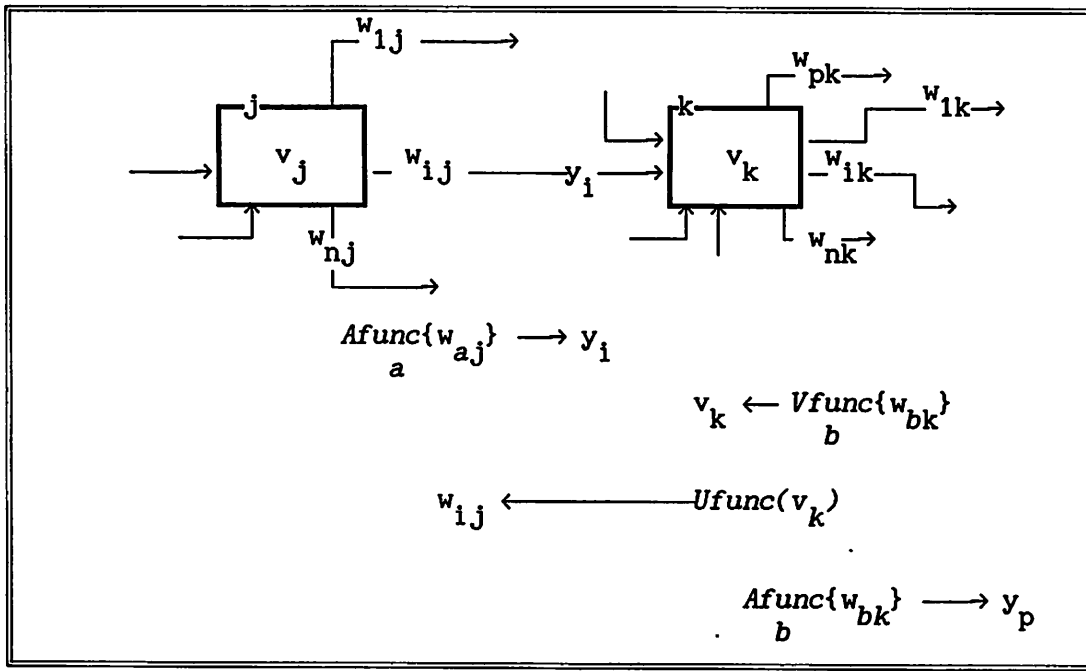 w1j
wpk
j k w1k
vj wij yi vk wik
wnj wnk
Afunc{waj} → yi
a
vk ← Vfunc{wbk}
b
wij ← Ufunc(vk)
Afunc{wbk} → yp
b